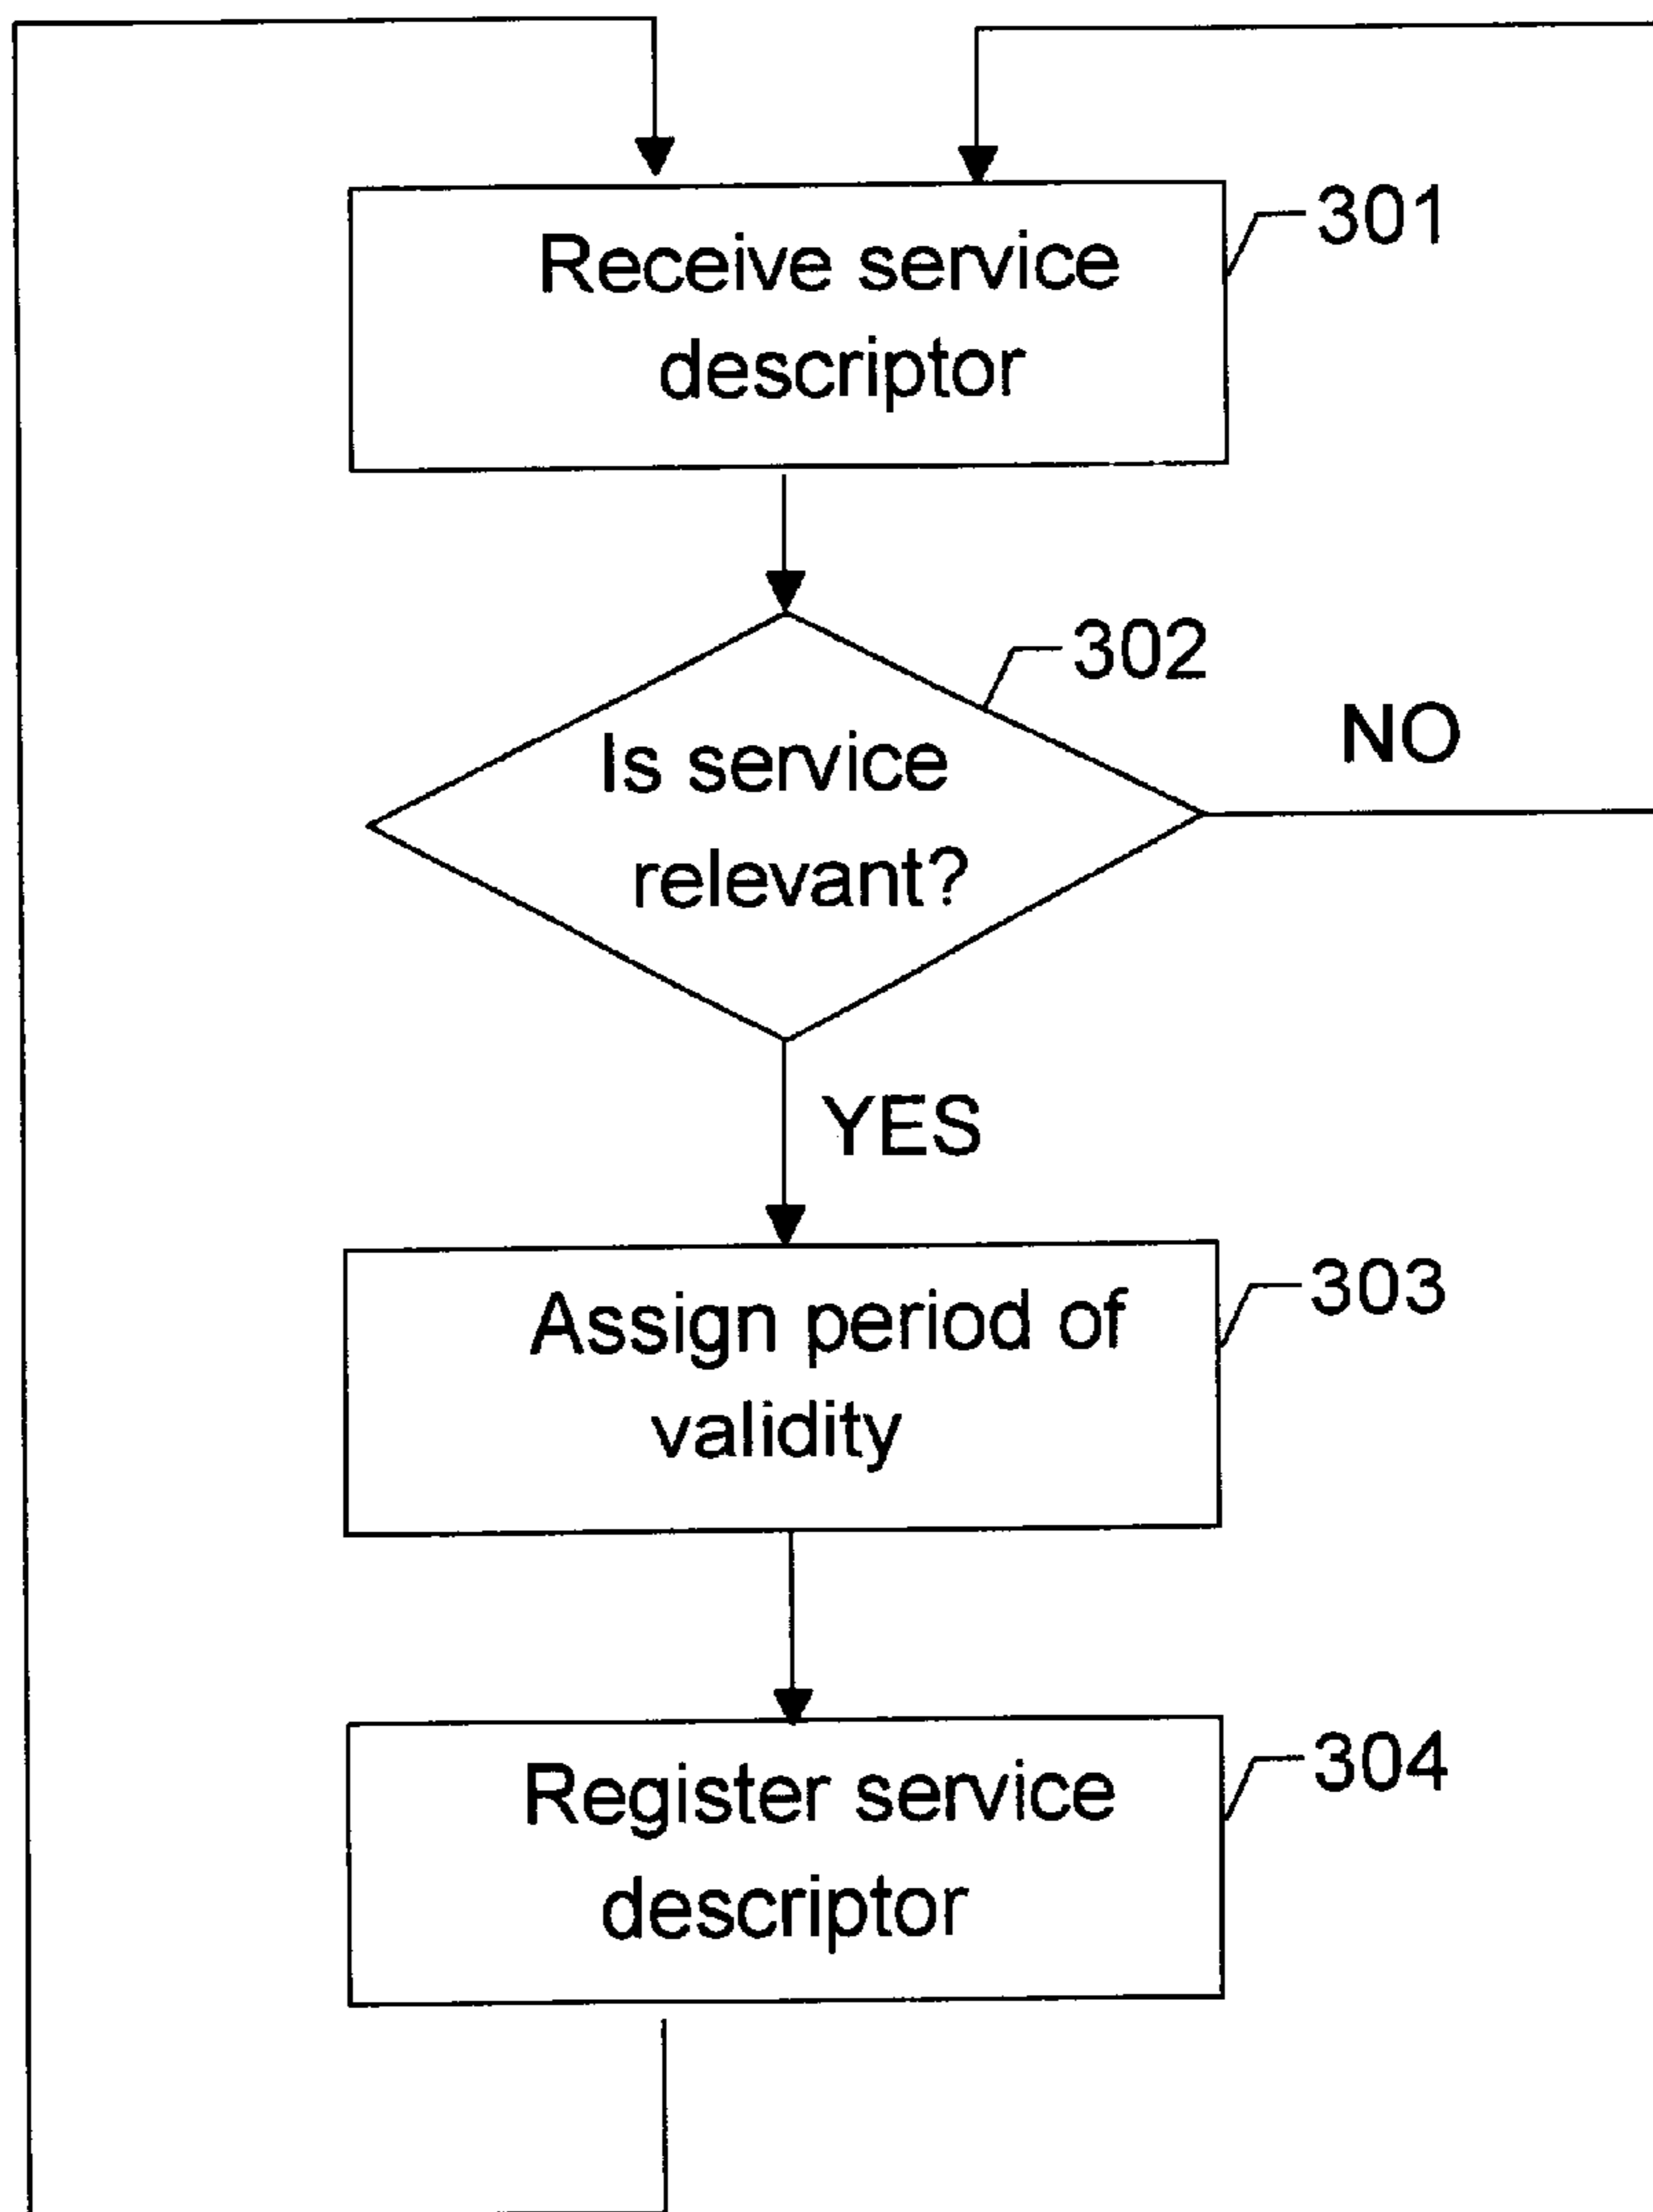 Receive service
descriptor
301
302
Is service
relevant?
NO
YES
Assign period of
validity
303
Register service
descriptor
304